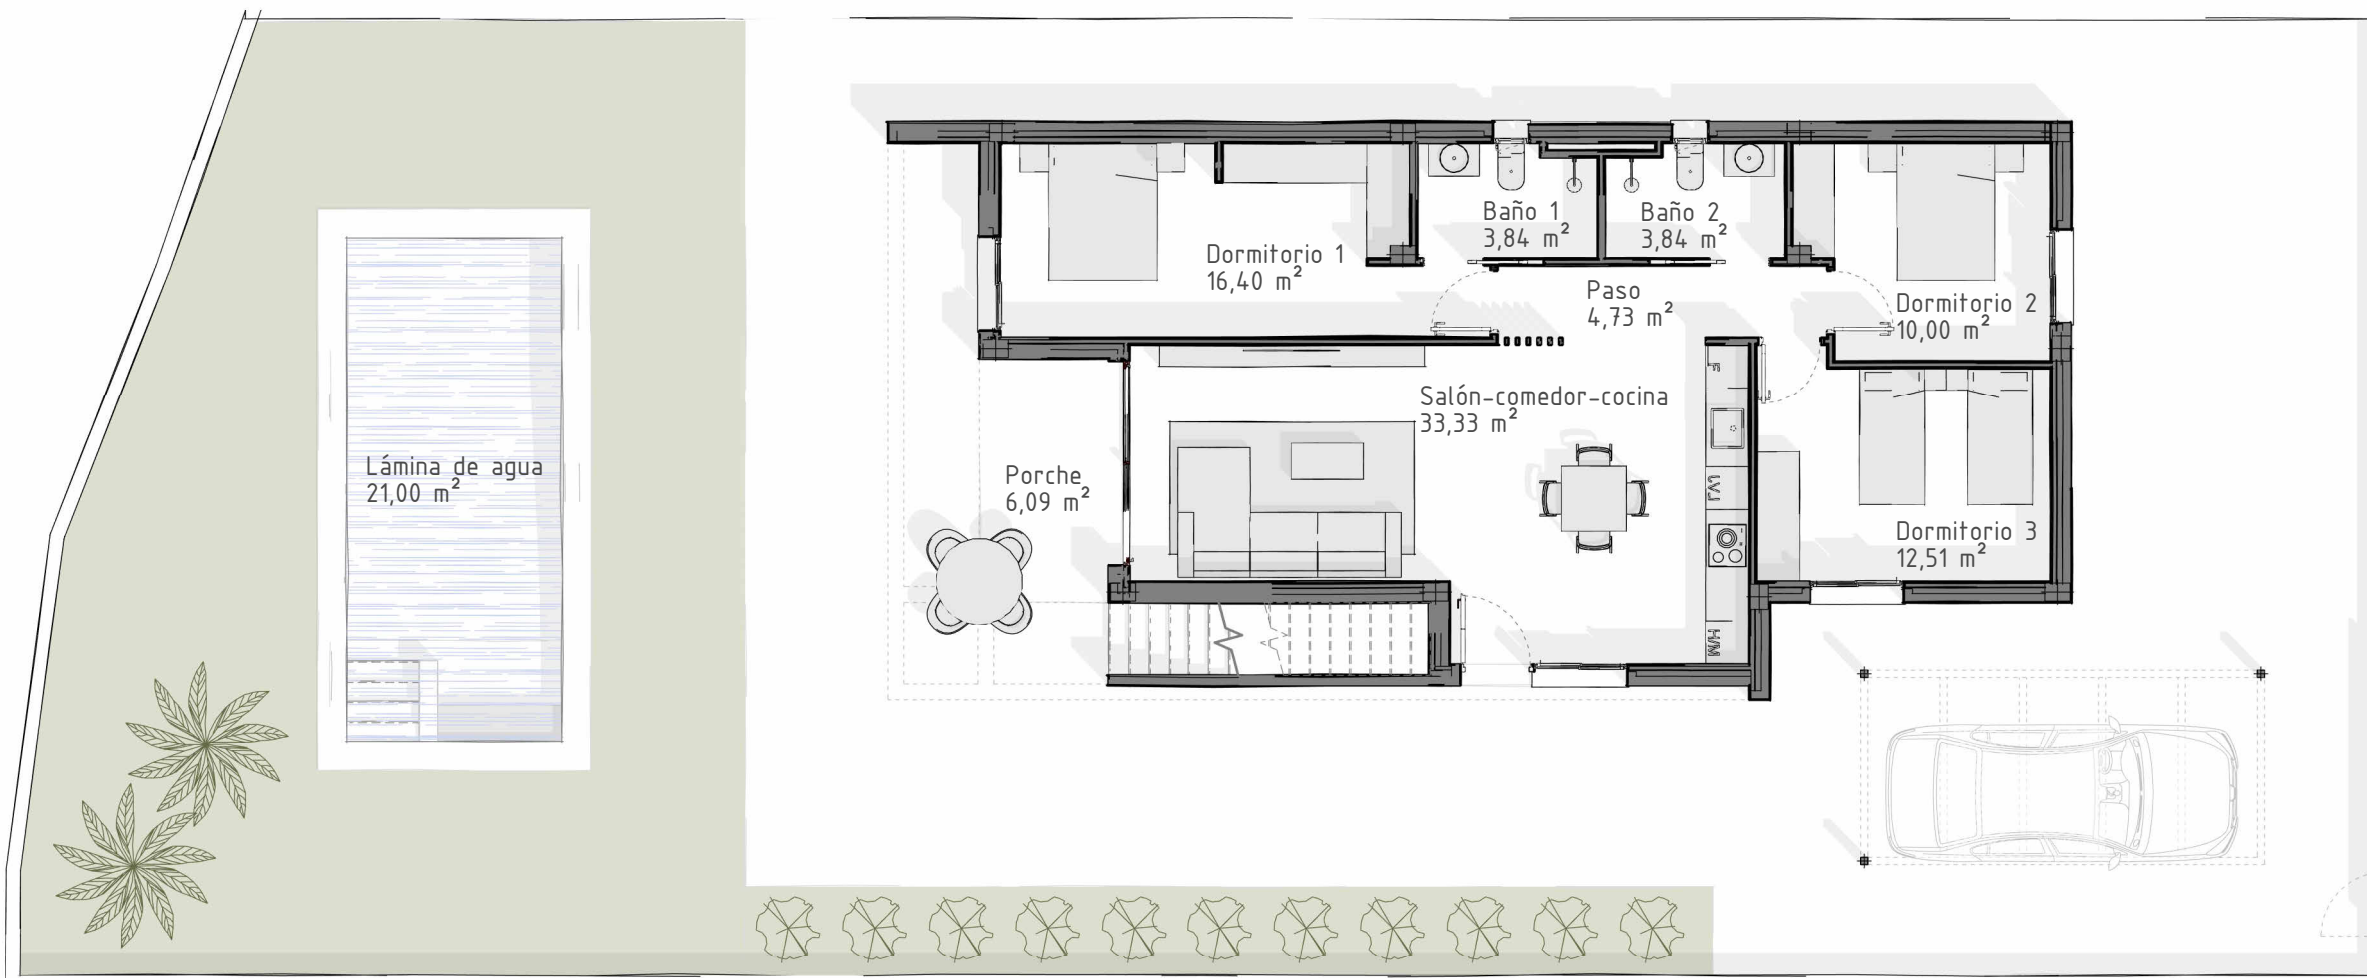 Baño 1
3,84 m²
Baño 2
3,84 m²
Dormitorio 1
16,40 m²
Paso
4,73 m²
Dormitorio 2
10,00 m²
F
Salón-comedor-cocina
33,33 m²
Lámina de agua
21,00 m²
Porche
6,09 m²
LVJ
Dormitorio 3
12,51 m²
H/M